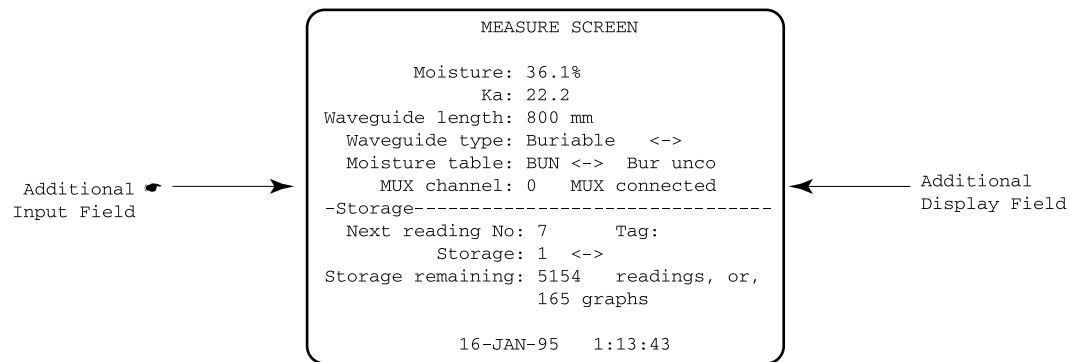 MEASURE SCREEN
Moisture: 36.1%
Ka: 22.2
Waveguide length: 800 mm
Waveguide type: Buriable <->
Moisture table: BUN <-> Bur unco
MUX channel: 0 MUX connected
-Storage--------------------------------
Next reading No: 7 Tag:
Storage: 1 <->
Storage remaining: 5154 readings, or,
165 graphs
16-JAN-95 1:13:43
Additional
Input Field
Additional
Display Field